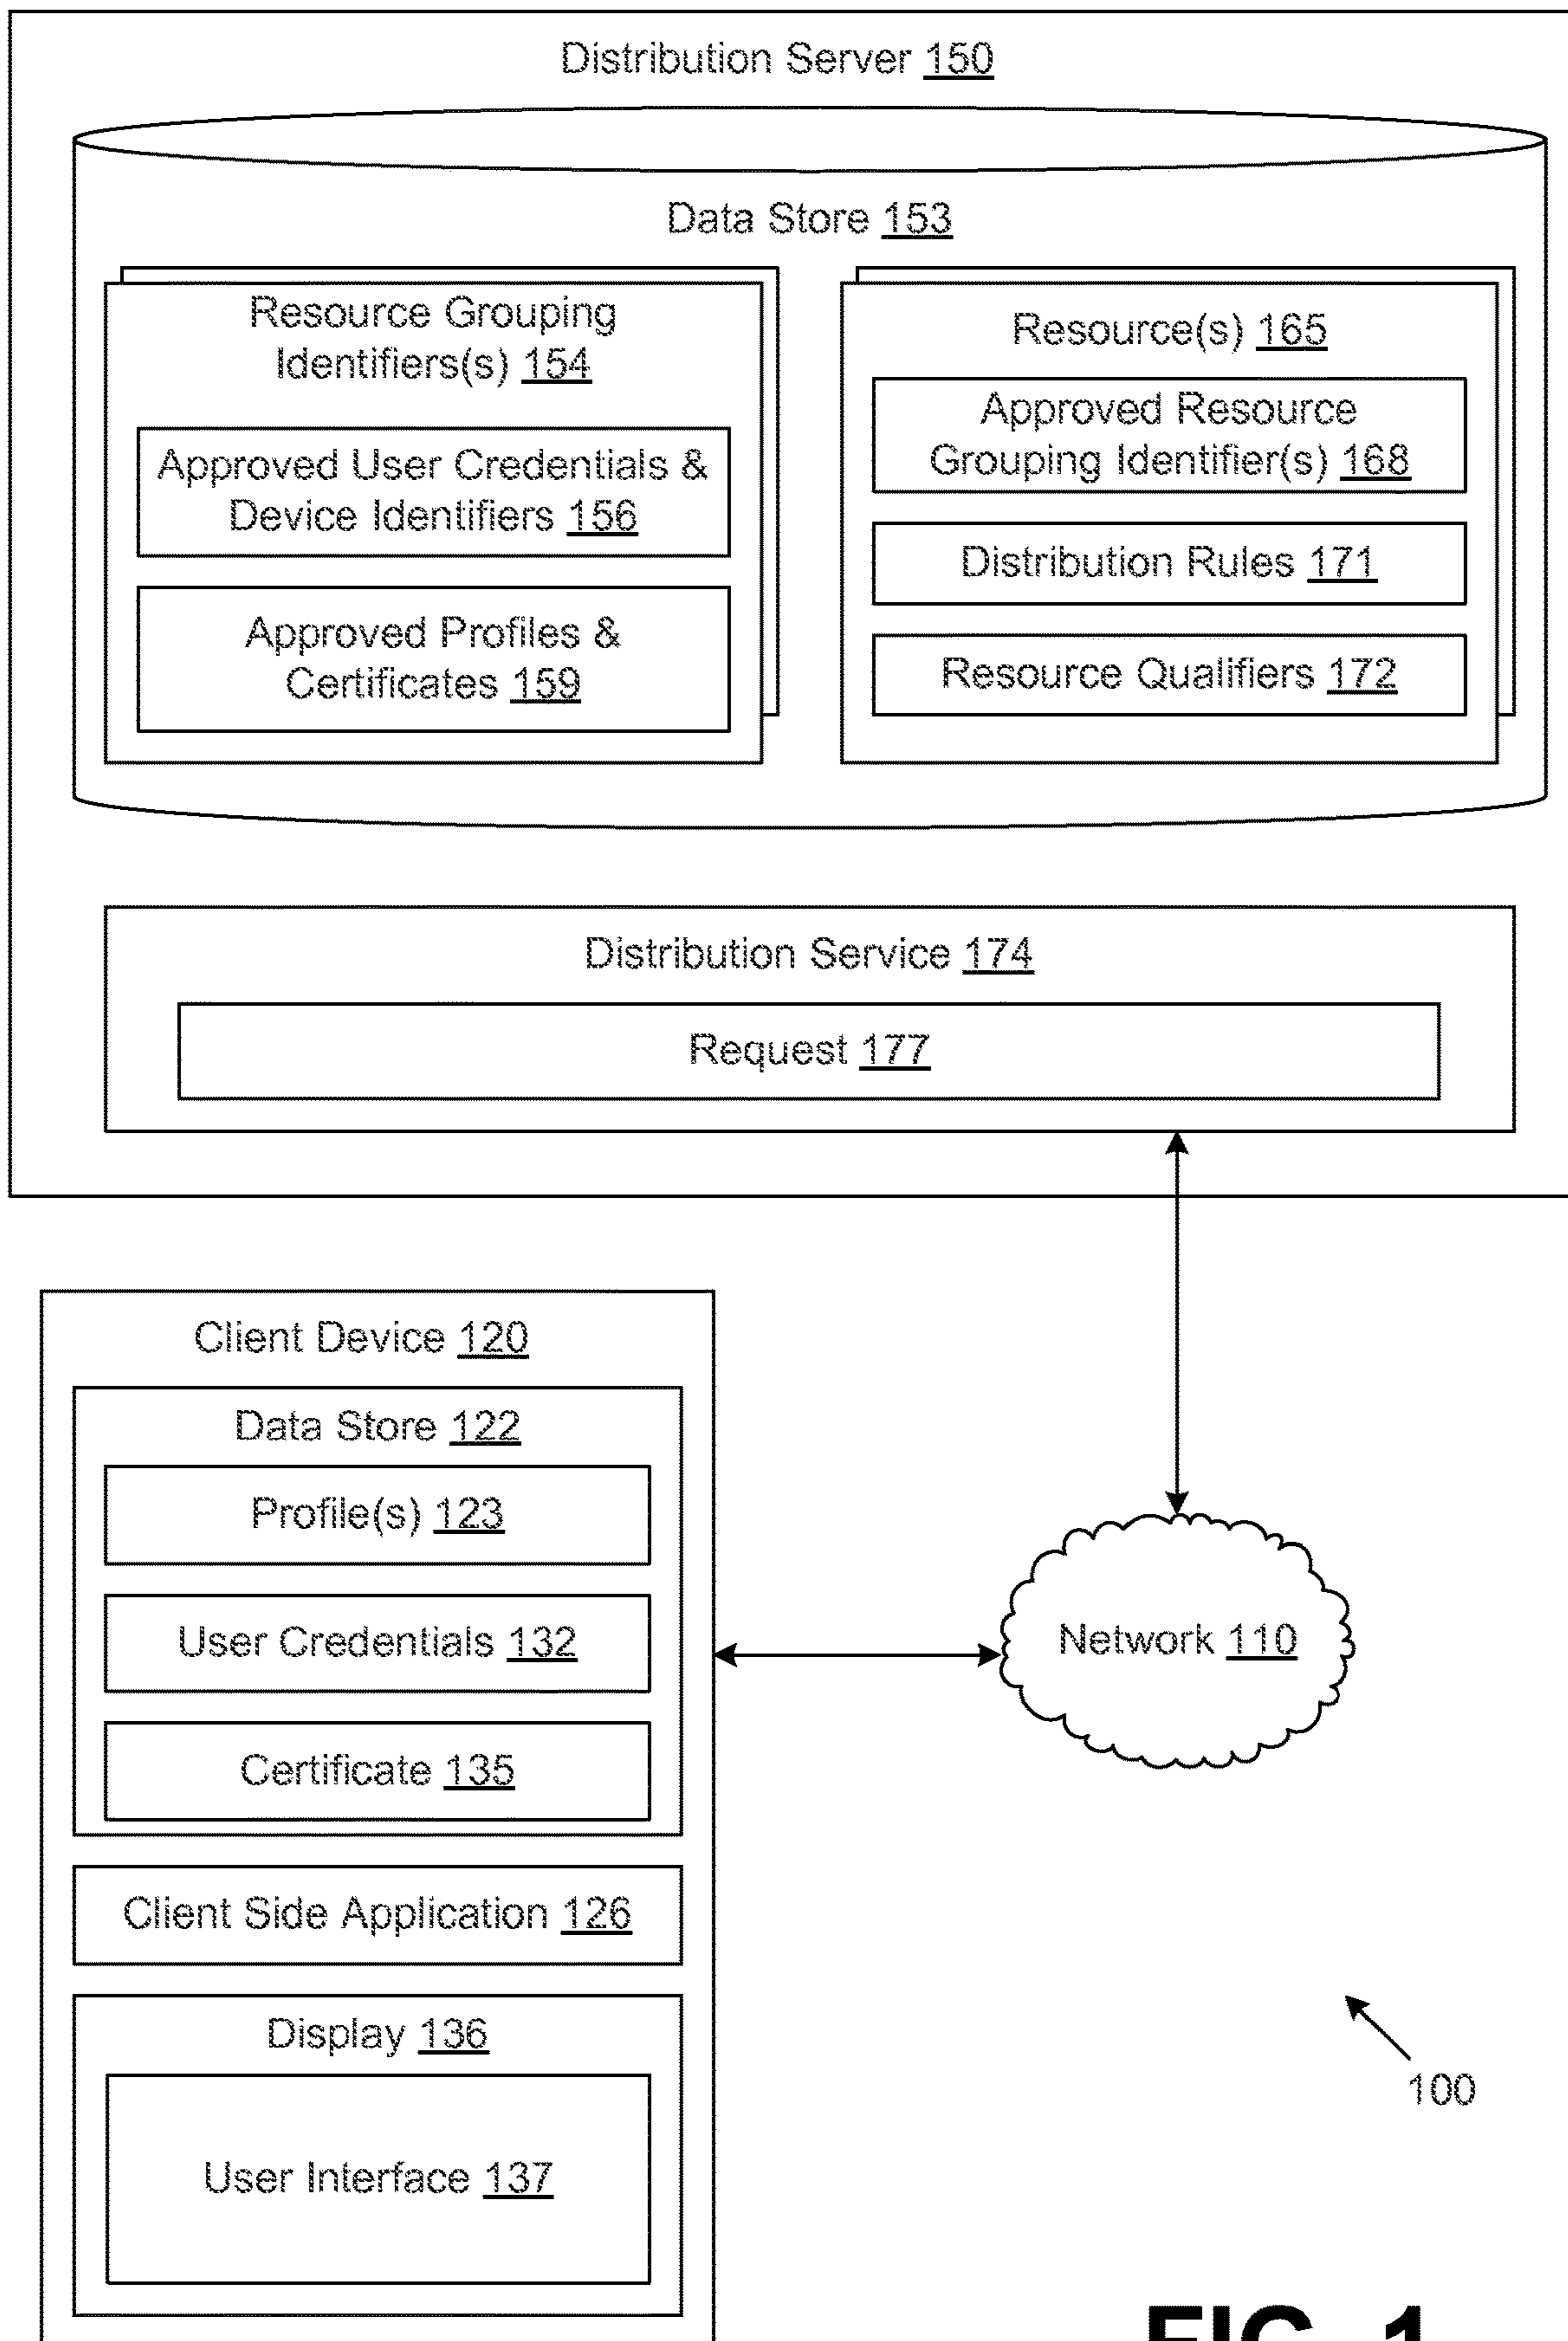 Distribution Server 150
Data Store 153
Resource Grouping
Identifiers(s) 154
Approved User Credentials &
Device Identifiers 156
Approved Profiles &
Certificates 159
Resource(s) 165
Approved Resource
Grouping Identifier(s) 168
Distribution Rules 171
Resource Qualifiers 172
Distribution Service 174
Request 177
Client Device 120
Data Store 122
Profile(s) 123
User Credentials 132
Certificate 135
Client Side Application 126
Display 136
User Interface 137
Network 110
100
FIG. 1